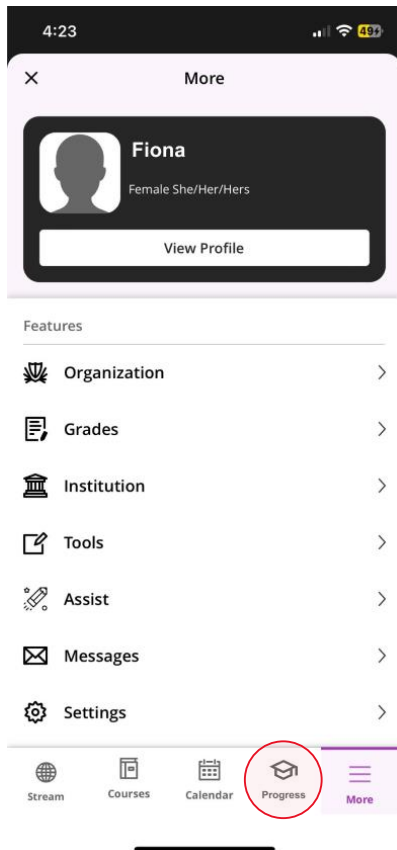 4:23
49
More
Fiona
Female She/Her/Hers
View Profile
Features
Organization
Grades
Institution
Tools
Assist
Messages
Settings
Stream Courses Calendar Progress More